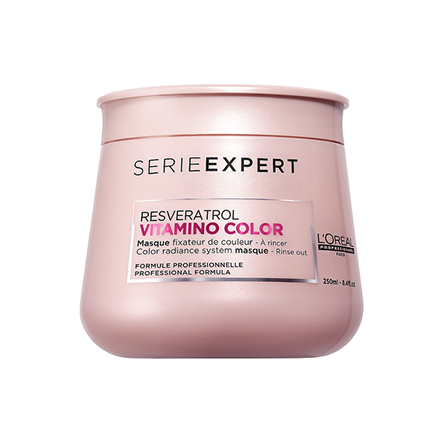 SERIEEXPERT
RESVERATROL
VITAMINO COLOR
Masque fixateur de couleur - À rincer
Color radiance system masque - Rinse out
FORMULE PROFESSIONNELLE
PROFESSIONAL FORMULA
L'ORÉAL
PROFESSIONNEL
PARIS
250ml - 8.4fl.oz